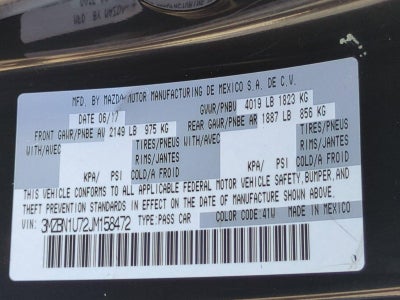 MFD. BY MAZDA MOTOR MANUFACTURING DE MEXICO S.A. DE C.V.
DATE 06/17 GVWR/PNBV 4019 LB 1823 KG
FRONT GAWR/PNBE AV 2149 LB 975 KG REAR GAWR/PNBE AR 1887 LB 856 KG
WITH/AVEC TIRES/PNEUS WITH/AVEC TIRES/PNEUS
RIMS/JANTES RIMS/JANTES
KPA/ PSI COLD/A FROID KPA/ PSI COLD/A FROID
THIS VEHICLE CONFORMS TO ALL APPLICABLE FEDERAL MOTOR VEHICLE SAFETY, BUMPER, AND
THEFT PREVENTION STANDARDS IN EFFECT ON THE DATE OF MANUFACTURE SHOWN ABOVE.
VIN: 3MZBN1U72JM158472 TYPE: PASS CAR COLOR CODE: 41W MADE IN MEXICO